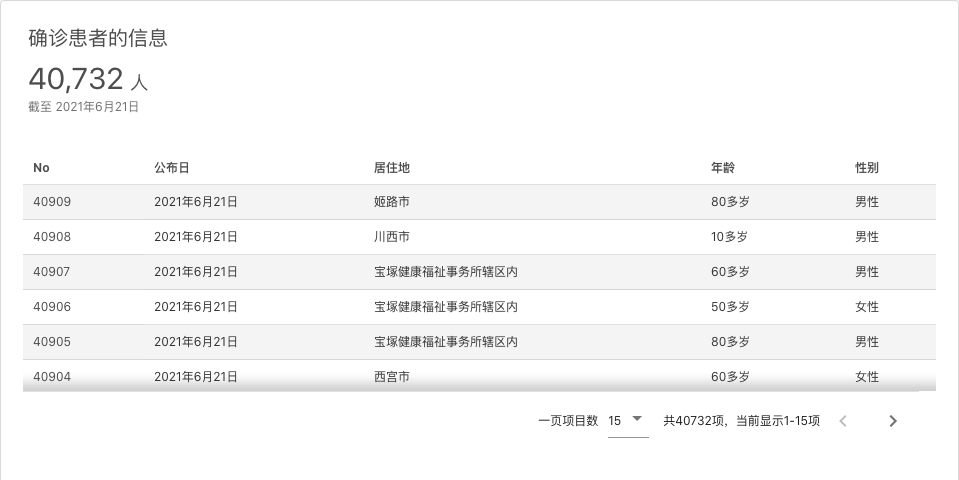 确诊患者的信息
40,732 人
截至 2021年6月21日
No 公布日 居住地 年龄 性别
40909 2021年6月21日 姬路市 80多岁 男性
40908 2021年6月21日 川西市 10多岁 男性
40907 2021年6月21日 宝塚健康福祉事务所辖区内 60多岁 男性
40906 2021年6月21日 宝塚健康福祉事务所辖区内 50多岁 女性
40905 2021年6月21日 宝塚健康福祉事务所辖区内 80多岁 男性
40904 2021年6月21日 西宫市 60多岁 女性
一页项目数 15 共40732项，当前显示1-15项